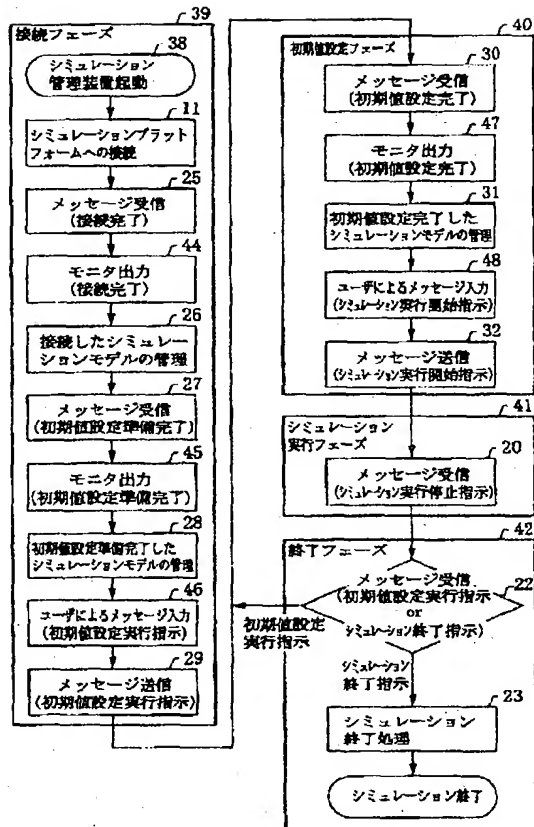 39
接続フェーズ
38
シミュレーション
管理装置起動
11
シミュレーションプラット
フォームへの接続
25
メッセージ受信
(接続完了)
44
モニタ出力
(接続完了)
26
接続したシミュレー
ションモデルの管理
27
メッセージ受信
(初期値設定準備完了)
45
モニタ出力
(初期値設定準備完了)
28
初期値設定準備完了した
シミュレーションモデルの管理
46
ユーザによるメッセージ入力
(初期値設定実行指示)
29
メッセージ送信
(初期値設定実行指示)
40
初期値設定フェーズ
30
メッセージ受信
(初期値設定完了)
47
モニタ出力
(初期値設定完了)
31
初期値設定完了した
シミュレーションモデルの管理
48
ユーザによるメッセージ入力
(シミュレーション実行開始指示)
32
メッセージ送信
(シミュレーション実行開始指示)
41
シミュレーション
実行フェーズ
20
メッセージ受信
(シミュレーション実行停止指示)
42
終了フェーズ
メッセージ受信
22
(初期値設定実行指示
or
シミュレーション終了指示)
初期値設定
実行指示
シミュレーション
終了指示
23
シミュレーション
終了処理
シミュレーション終了